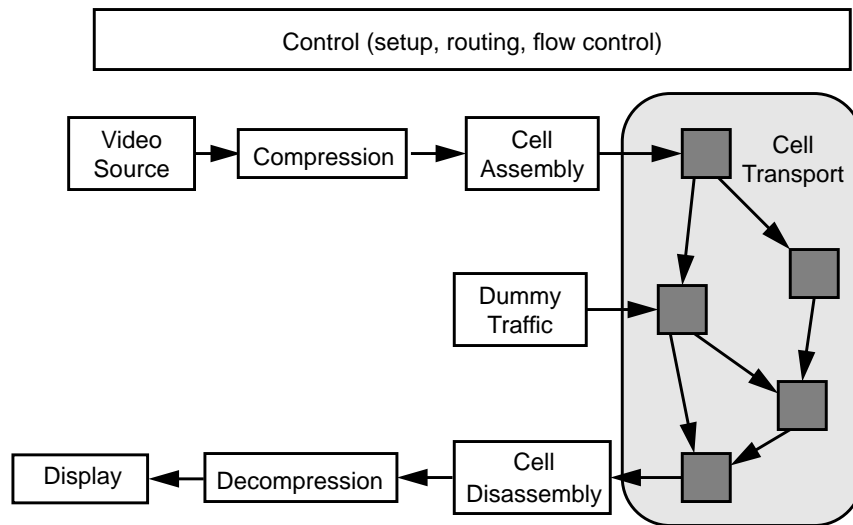 Control (setup, routing, flow control)
Video
Source
Compression
Cell
Assembly
Cell
Transport
Dummy
Traffic
Display
Decompression
Cell
Disassembly